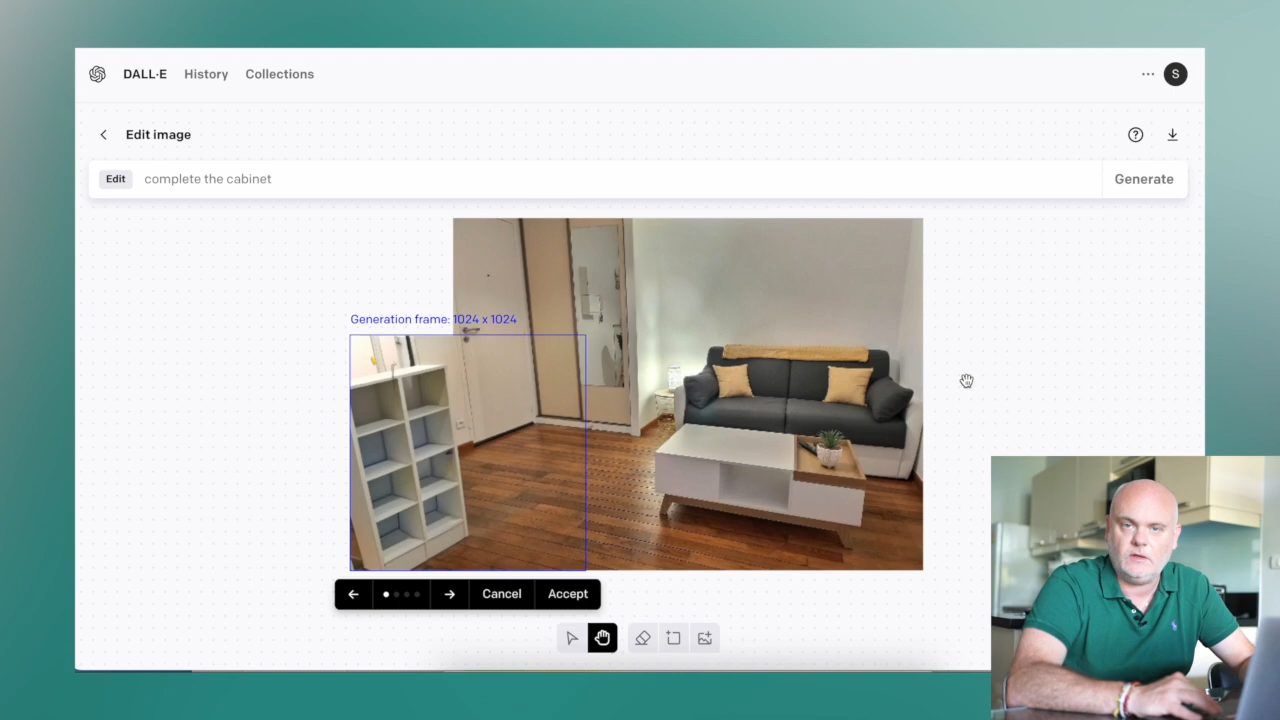 DALL·E History Collections
S
Edit image
Edit complete the cabinet Generate
Generation frame: 1024 x 1024
Cancel Accept